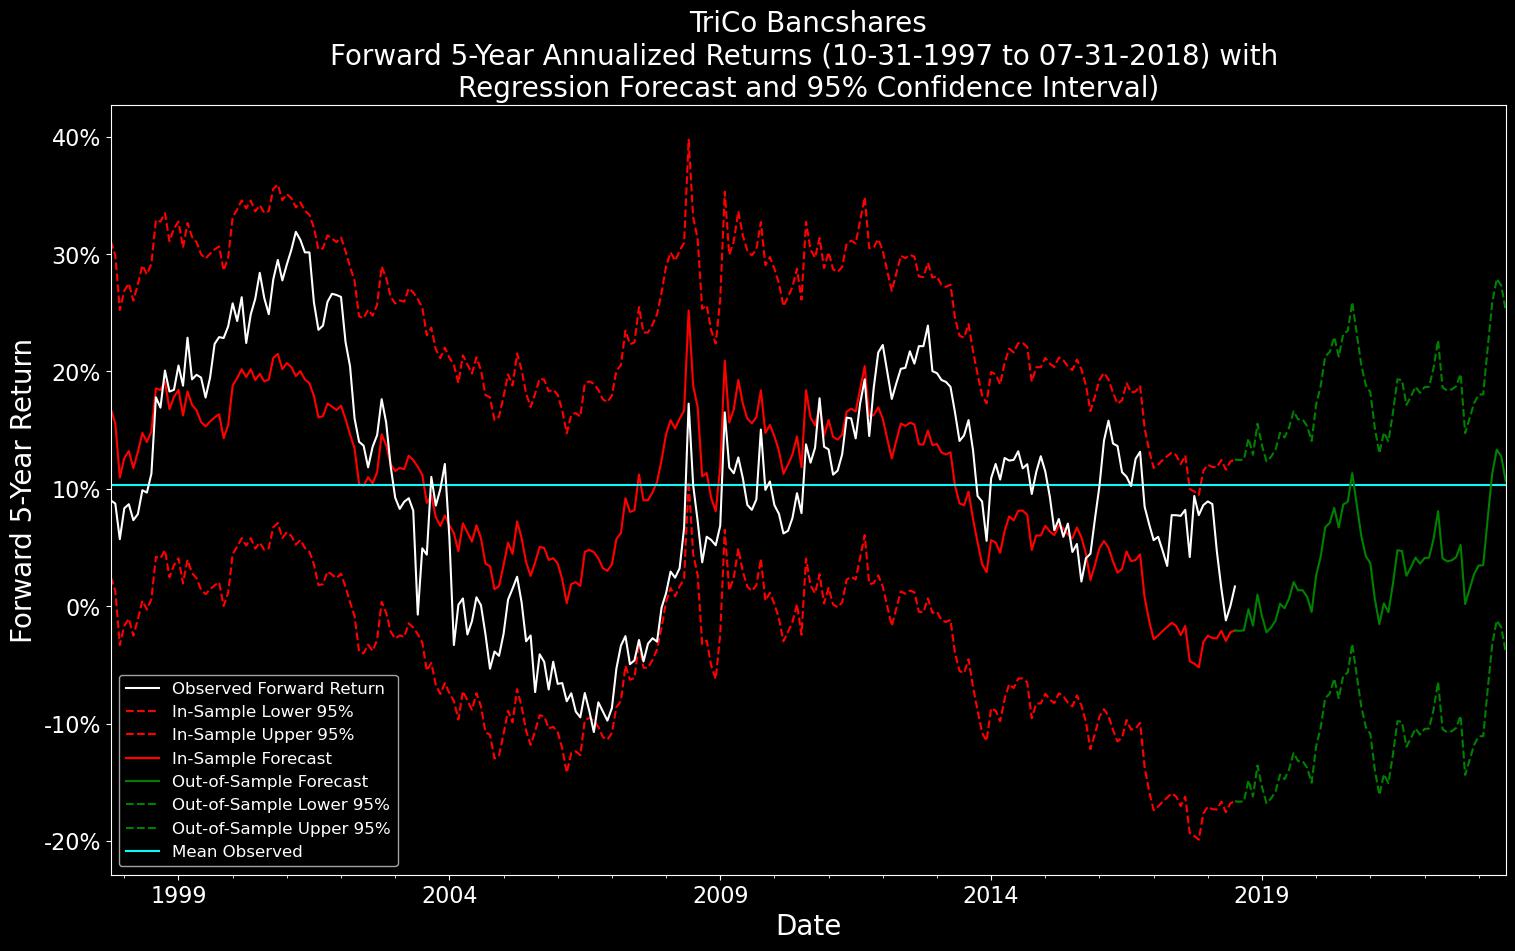 TriCo Bancshares
Forward 5-Year Annualized Returns (10-31-1997 to 07-31-2018) with
Regression Forecast and 95% Confidence Interval)
Forward 5-Year Return
40%
30%
20%
10%
0%
-10%
-20%
Observed Forward Return
In-Sample Lower 95%
In-Sample Upper 95%
In-Sample Forecast
Out-of-Sample Forecast
Out-of-Sample Lower 95%
Out-of-Sample Upper 95%
Mean Observed
1999
2004
2009
2014
2019
Date